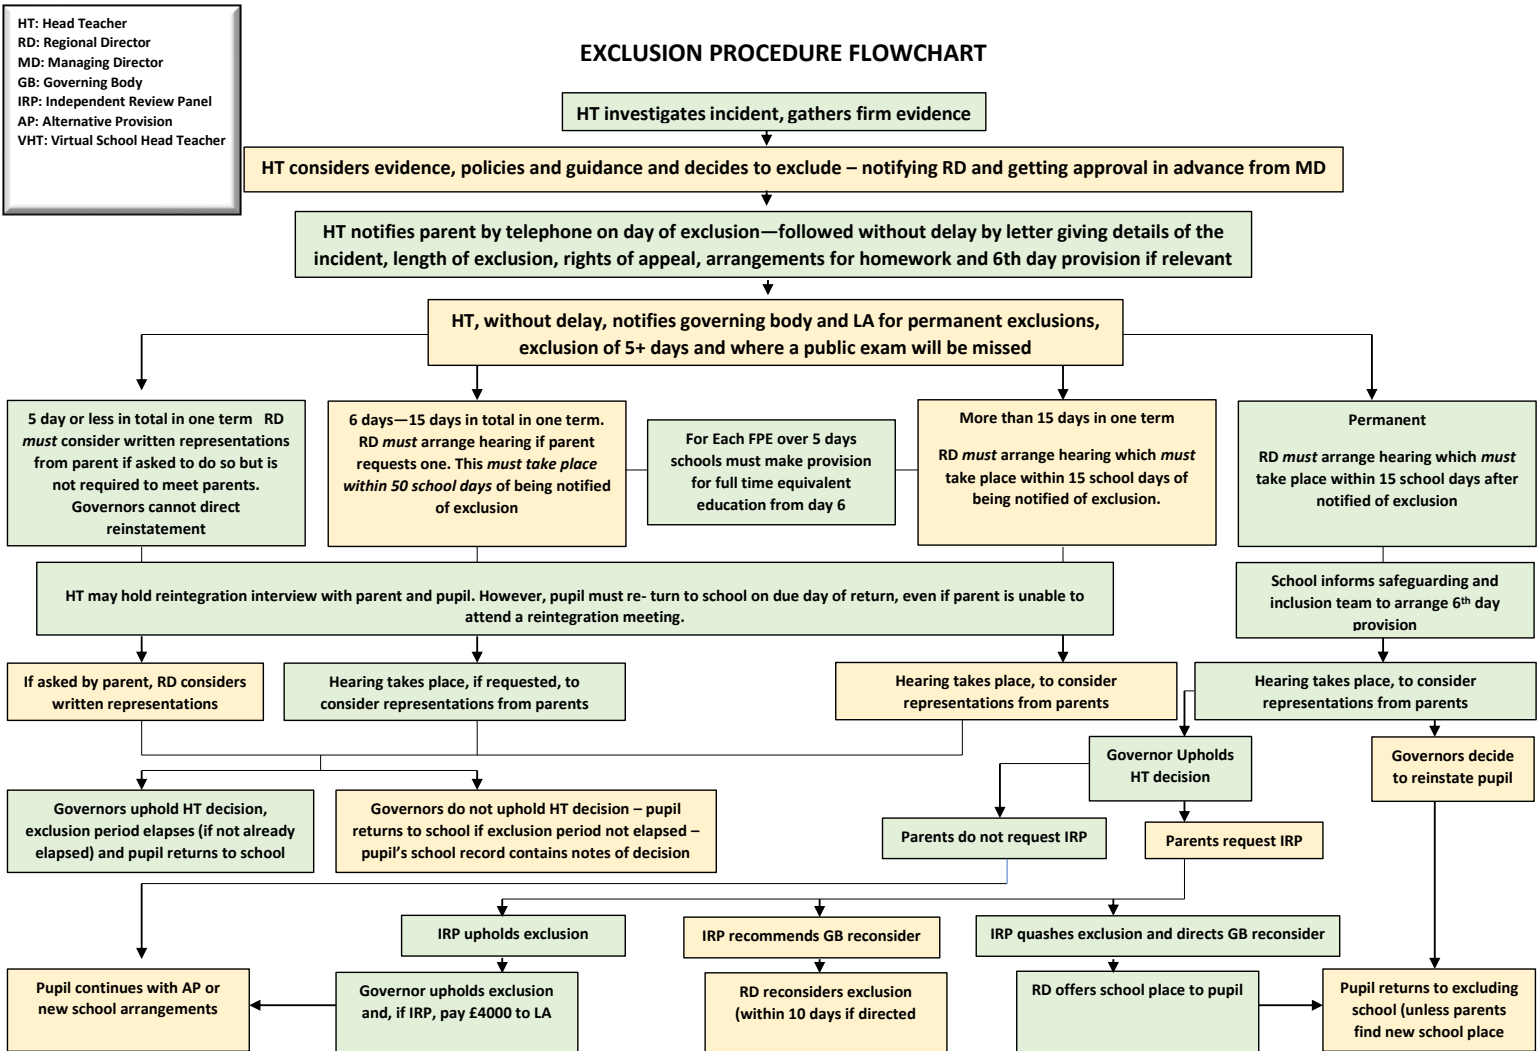 HT: Head Teacher
RD: Regional Director
MD: Managing Director
GB: Governing Body
IRP: Independent Review Panel
AP: Alternative Provision
VHT: Virtual School Head Teacher
EXCLUSION PROCEDURE FLOWCHART
HT investigates incident, gathers firm evidence
HT considers evidence, policies and guidance and decides to exclude – notifying RD and getting approval in advance from MD
HT notifies parent by telephone on day of exclusion—followed without delay by letter giving details of the
incident, length of exclusion, rights of appeal, arrangements for homework and 6th day provision if relevant
HT, without delay, notifies governing body and LA for permanent exclusions,
exclusion of 5+ days and where a public exam will be missed
5 day or less in total in one term RD
must consider written representations
from parent if asked to do so but is
not required to meet parents.
Governors cannot direct
reinstatement
6 days—15 days in total in one term.
RD must arrange hearing if parent
requests one. This must take place
within 50 school days of being notified
of exclusion
For Each FPE over 5 days
schools must make provision
for full time equivalent
education from day 6
More than 15 days in one term
RD must arrange hearing which must
take place within 15 school days of
being notified of exclusion.
Permanent
RD must arrange hearing which must
take place within 15 school days after
notified of exclusion
HT may hold reintegration interview with parent and pupil. However, pupil must re- turn to school on due day of return, even if parent is unable to
attend a reintegration meeting.
School informs safeguarding and
inclusion team to arrange 6th day
provision
If asked by parent, RD considers
written representations
Hearing takes place, if requested, to
consider representations from parents
Hearing takes place, to consider
representations from parents
Hearing takes place, to consider
representations from parents
Governor Upholds
HT decision
Governors decide
to reinstate pupil
Governors uphold HT decision,
exclusion period elapses (if not already
elapsed) and pupil returns to school
Governors do not uphold HT decision – pupil
returns to school if exclusion period not elapsed –
pupil's school record contains notes of decision
Parents do not request IRP
Parents request IRP
IRP upholds exclusion
IRP recommends GB reconsider
IRP quashes exclusion and directs GB reconsider
Pupil continues with AP or
new school arrangements
Governor upholds exclusion
and, if IRP, pay £4000 to LA
RD reconsiders exclusion
(within 10 days if directed
RD offers school place to pupil
Pupil returns to excluding
school (unless parents
find new school place